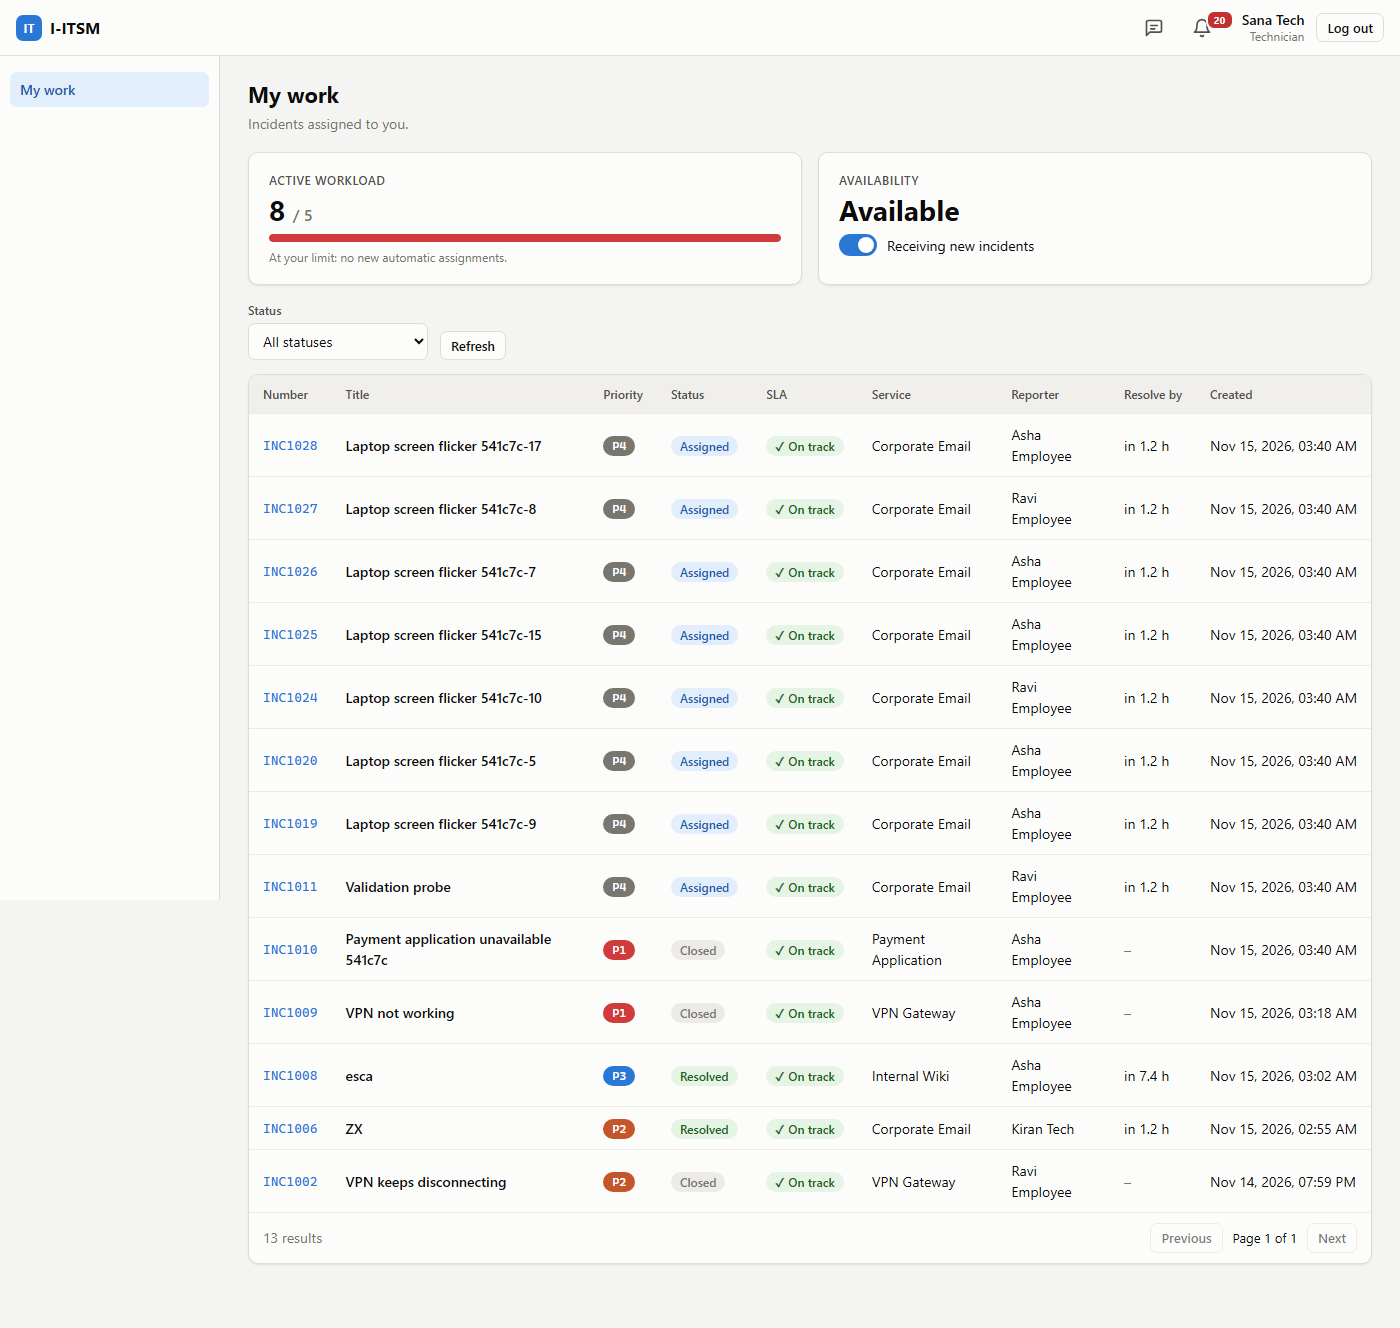 IT I-ITSM
20
Sana Tech
Technician
Log out
My work
My work
Incidents assigned to you.
ACTIVE WORKLOAD
8 / 5
At your limit: no new automatic assignments.
AVAILABILITY
Available
Receiving new incidents
Status
All statuses
Refresh
Number Title Priority Status SLA Service Reporter Resolve by Created
INC1028 Laptop screen flicker 541c7c-17 P4 Assigned ✓ On track Corporate Email Asha Employee in 1.2 h Nov 15, 2026, 03:40 AM
INC1027 Laptop screen flicker 541c7c-8 P4 Assigned ✓ On track Corporate Email Ravi Employee in 1.2 h Nov 15, 2026, 03:40 AM
INC1026 Laptop screen flicker 541c7c-7 P4 Assigned ✓ On track Corporate Email Asha Employee in 1.2 h Nov 15, 2026, 03:40 AM
INC1025 Laptop screen flicker 541c7c-15 P4 Assigned ✓ On track Corporate Email Asha Employee in 1.2 h Nov 15, 2026, 03:40 AM
INC1024 Laptop screen flicker 541c7c-10 P4 Assigned ✓ On track Corporate Email Ravi Employee in 1.2 h Nov 15, 2026, 03:40 AM
INC1020 Laptop screen flicker 541c7c-5 P4 Assigned ✓ On track Corporate Email Asha Employee in 1.2 h Nov 15, 2026, 03:40 AM
INC1019 Laptop screen flicker 541c7c-9 P4 Assigned ✓ On track Corporate Email Asha Employee in 1.2 h Nov 15, 2026, 03:40 AM
INC1011 Validation probe P4 Assigned ✓ On track Corporate Email Ravi Employee in 1.2 h Nov 15, 2026, 03:40 AM
INC1010 Payment application unavailable 541c7c P1 Closed ✓ On track Payment Application Asha Employee – Nov 15, 2026, 03:40 AM
INC1009 VPN not working P1 Closed ✓ On track VPN Gateway Asha Employee – Nov 15, 2026, 03:18 AM
INC1008 esca P3 Resolved ✓ On track Internal Wiki Asha Employee in 7.4 h Nov 15, 2026, 03:02 AM
INC1006 ZX P2 Resolved ✓ On track Corporate Email Kiran Tech in 1.2 h Nov 15, 2026, 02:55 AM
INC1002 VPN keeps disconnecting P2 Closed ✓ On track VPN Gateway Ravi Employee – Nov 14, 2026, 07:59 PM
13 results
Previous Page 1 of 1 Next